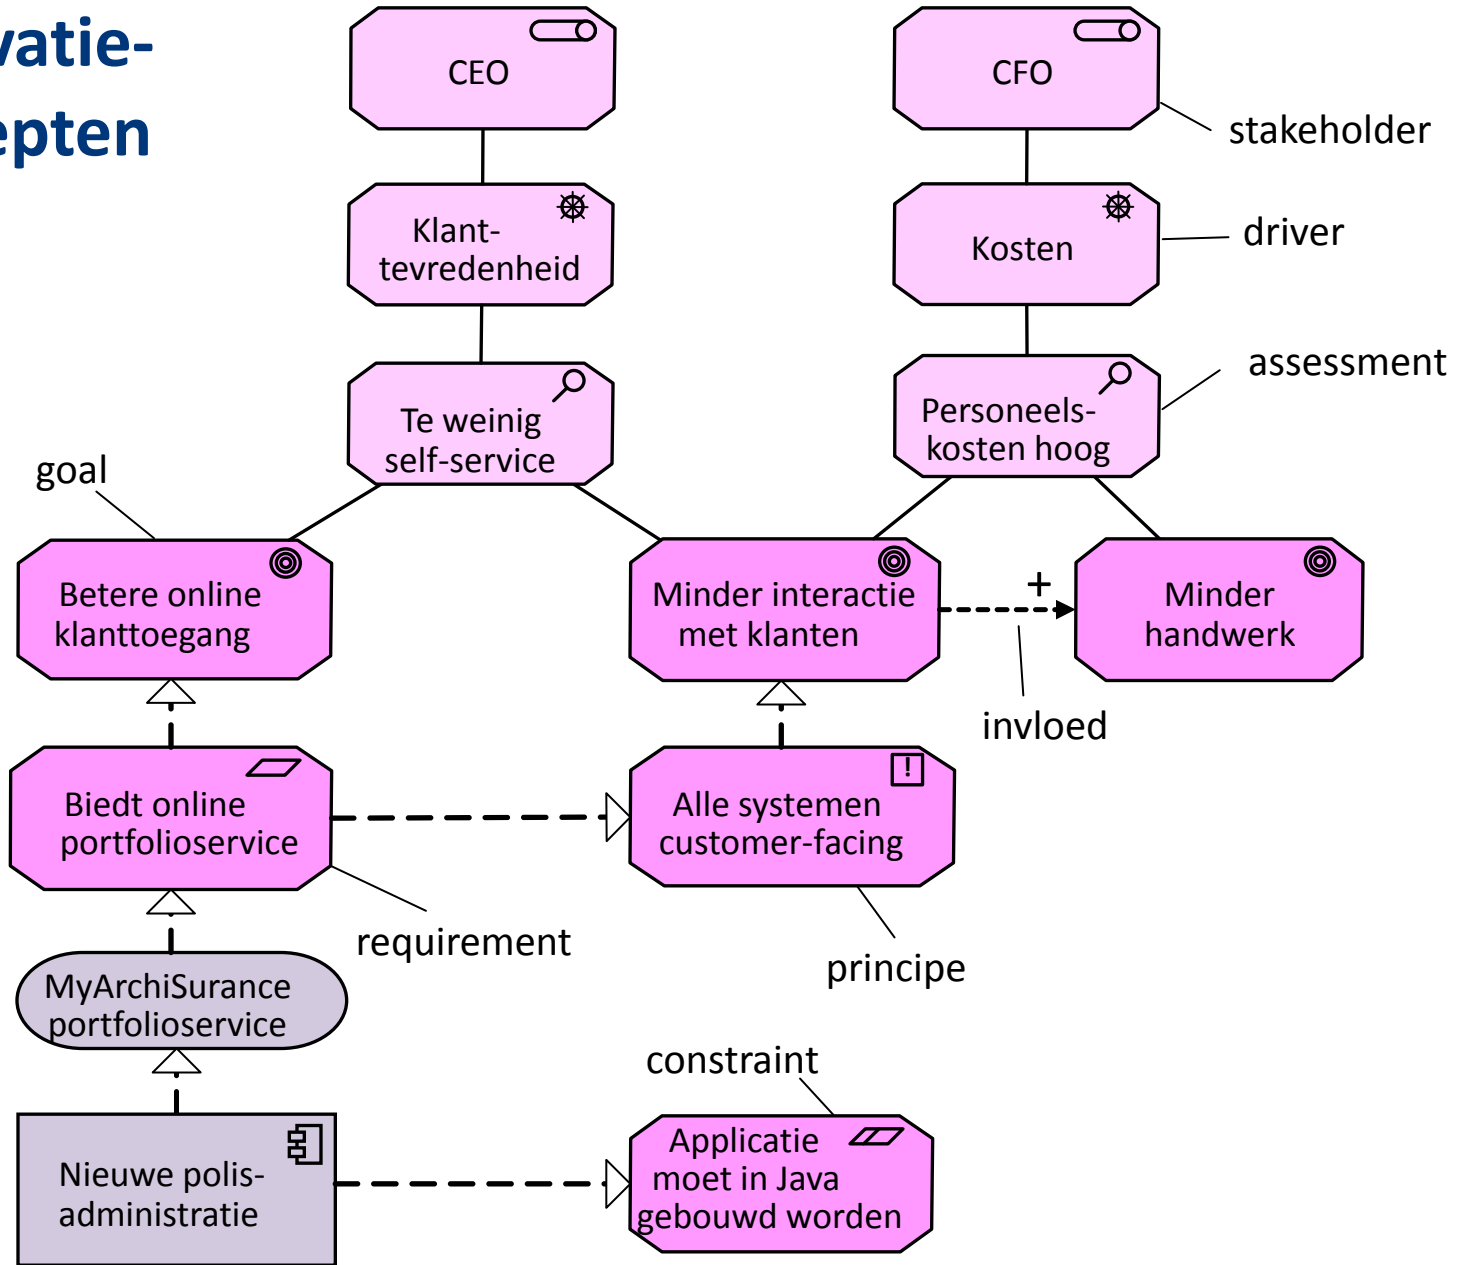 vatie-
epten
CEO
CFO
stakeholder
Klant-
tevredenheid
Kosten
driver
Te weinig
self-service
Personeels-
kosten hoog
assessment
goal
Betere online
klanttoegang
Minder interactie
met klanten
+
Minder
handwerk
invloed
Biedt online
portfolioservice
!
Alle systemen
customer-facing
requirement
principe
MyArchiSurance
portfolioservice
constraint
Nieuwe polis-
administratie
Applicatie
moet in Java
gebouwd worden